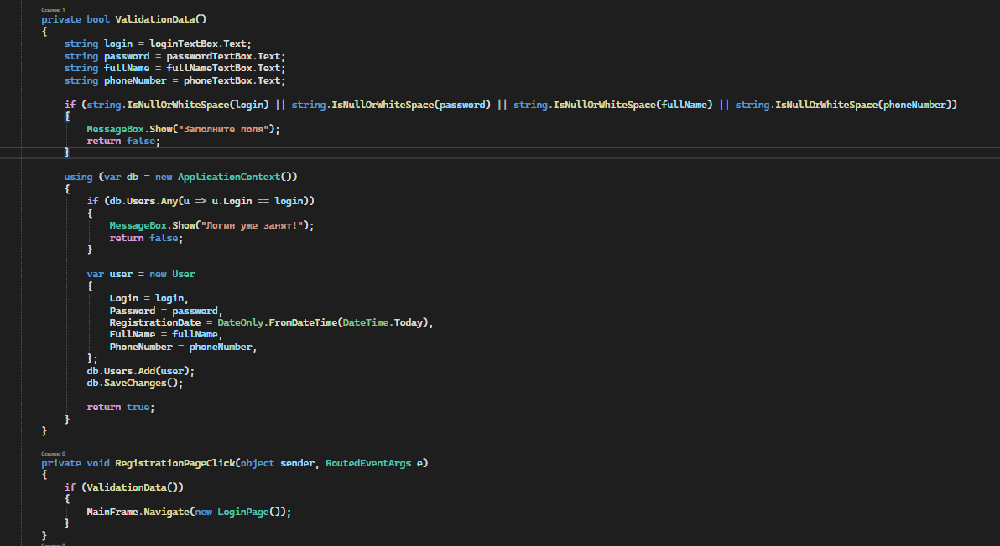 Ссылок: 1
private bool ValidationData()
{
    string login = loginTextBox.Text;
    string password = passwordTextBox.Text;
    string fullName = fullNameTextBox.Text;
    string phoneNumber = phoneTextBox.Text;
    if (string.IsNullOrWhiteSpace(login) || string.IsNullOrWhiteSpace(password) || string.IsNullOrWhiteSpace(fullName) || string.IsNullOrWhiteSpace(phoneNumber))
    {
        MessageBox.Show("Заполните поля");
        return false;
    }
    using (var db = new ApplicationContext())
    {
        if (db.Users.Any(u => u.Login == login))
        {
            MessageBox.Show("Логин уже занят!");
            return false;
        }
        var user = new User
        {
            Login = login,
            Password = password,
            RegistrationDate = DateOnly.FromDateTime(DateTime.Today),
            FullName = fullName,
            PhoneNumber = phoneNumber,
        };
        db.Users.Add(user);
        db.SaveChanges();
        return true;
    }
}
Ссылок: 0
private void RegistrationPageClick(object sender, RoutedEventArgs e)
{
    if (ValidationData())
    {
        MainFrame.Navigate(new LoginPage());
    }
}
Ссылок: 0